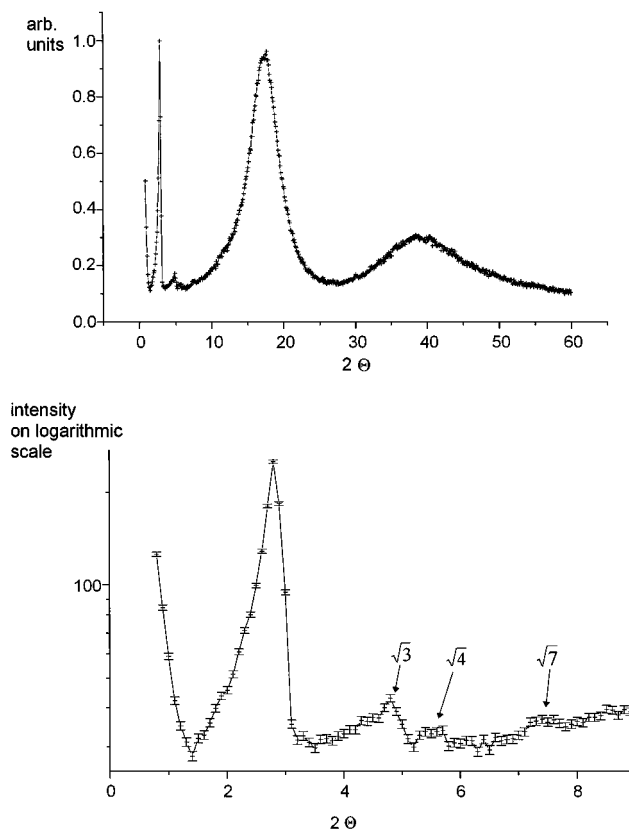 arb.
units
1.0
0.8
0.6
0.4
0.2
0.0
0 10 20 30 40 50 60
2 Θ
intensity
on logarithmic
scale
100
√3 √4 √7
0 2 4 6 8
2 Θ